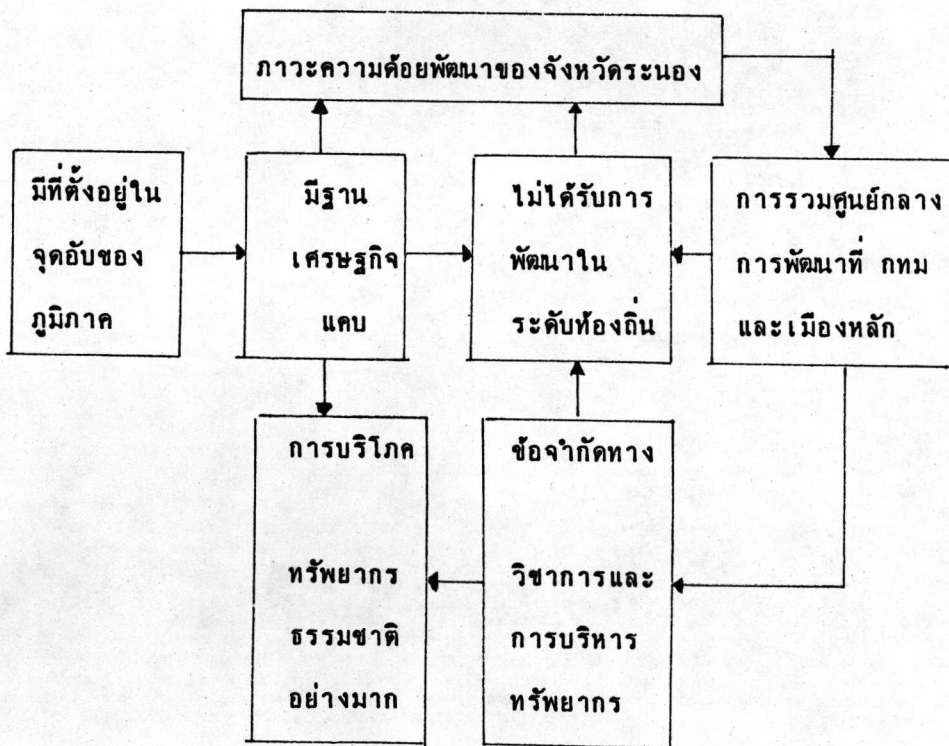 ภาวะความด้อยพัฒนาของจังหวัดระนอง
มีที่ตั้งอยู่ใน
จุดอับของ
ภูมิภาค
มีฐาน
เศรษฐกิจ
แคบ
ไม่ได้รับการ
พัฒนาใน
ระดับท้องถิ่น
การรวมศูนย์กลาง
การพัฒนาที่ กทม
และเมืองหลัก
การบริโภค
ทรัพยากร
ธรรมชาติ
อย่างมาก
ข้อจำกัดทาง
วิชาการและ
การบริหาร
ทรัพยากร